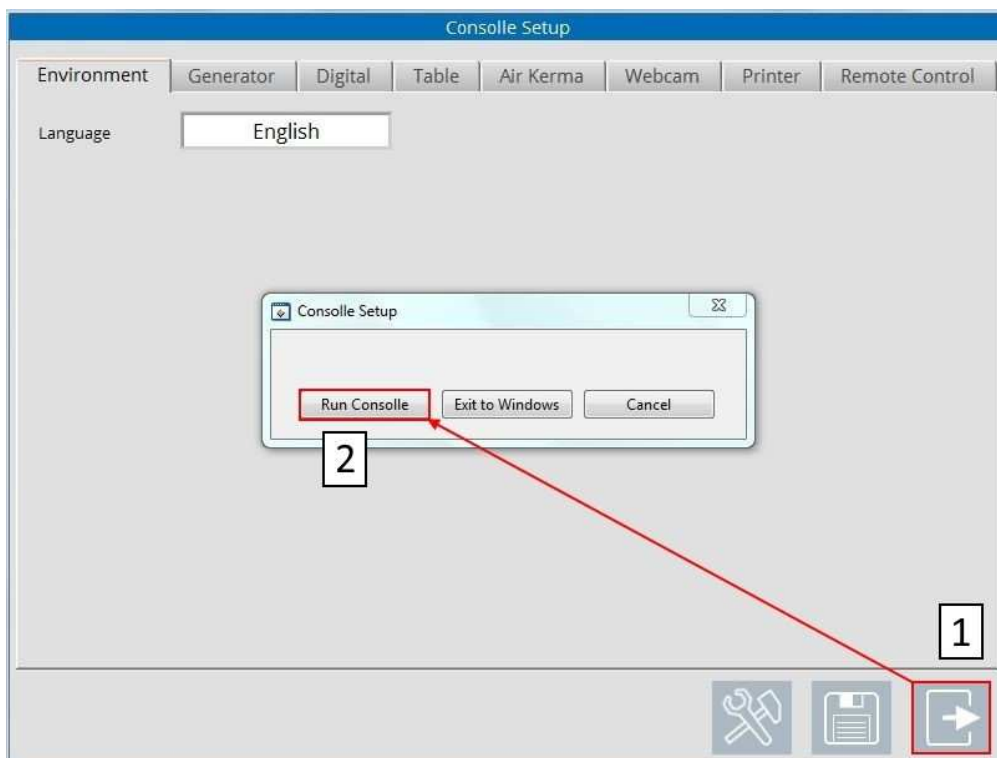 Consolle Setup
Environment Generator Digital Table Air Kerma Webcam Printer Remote Control
Language English
Consolle Setup
Run Consolle Exit to Windows Cancel
2
1